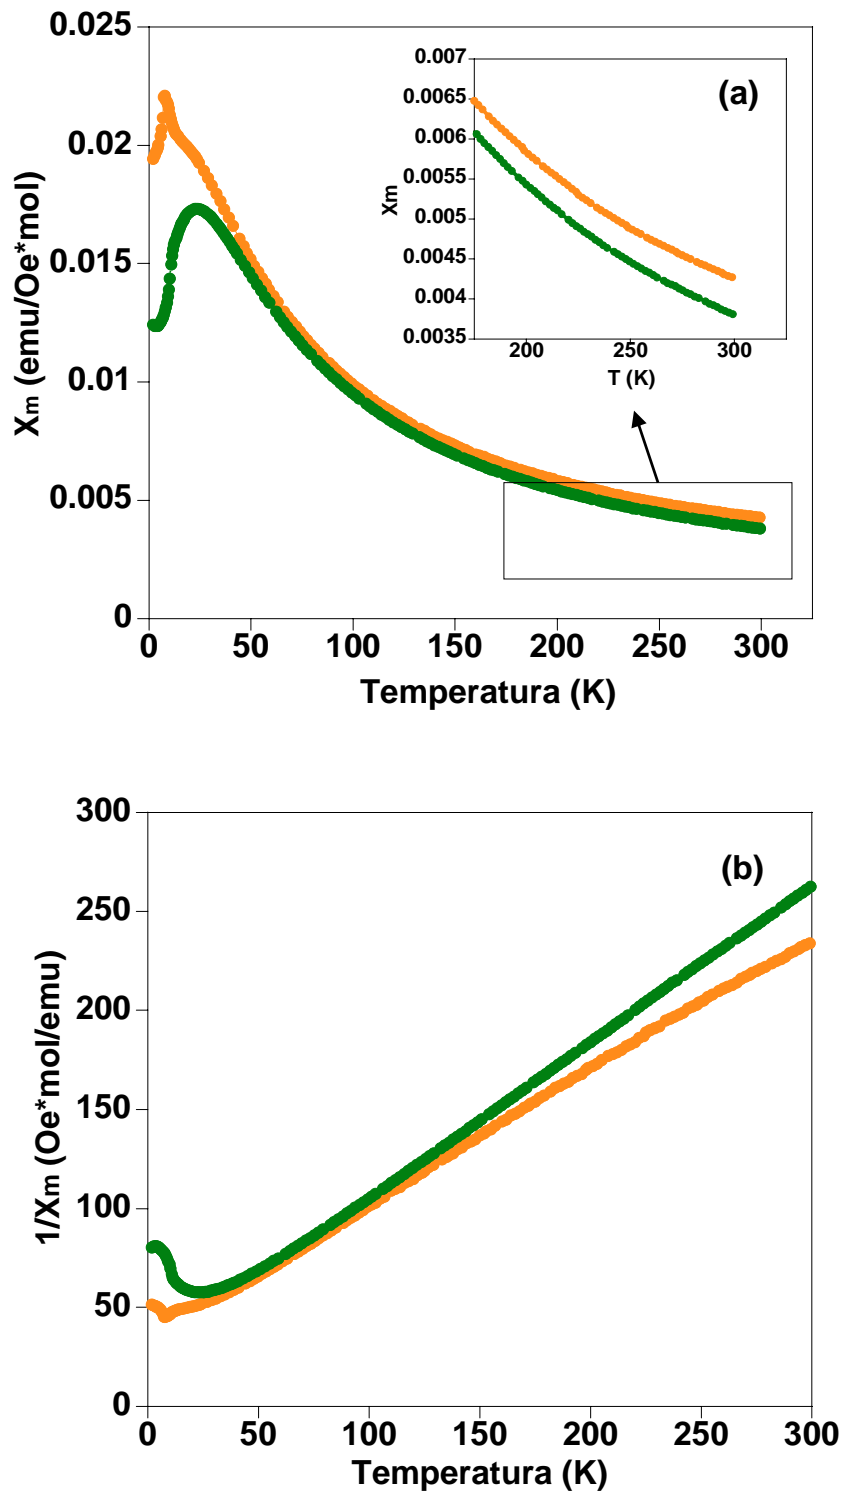 0.025
0.02
0.015
0.01
0.005
0
Xm (emu/Oe*mol)
0 50 100 150 200 250 300
Temperatura (K)
(a)
0.007
0.0065
0.006
0.0055
0.005
0.0045
0.004
0.0035
Xm
200 250 300
T (K)
300
250
200
150
100
50
0
1/Xm (Oe*mol/emu)
(b)
0 50 100 150 200 250 300
Temperatura (K)